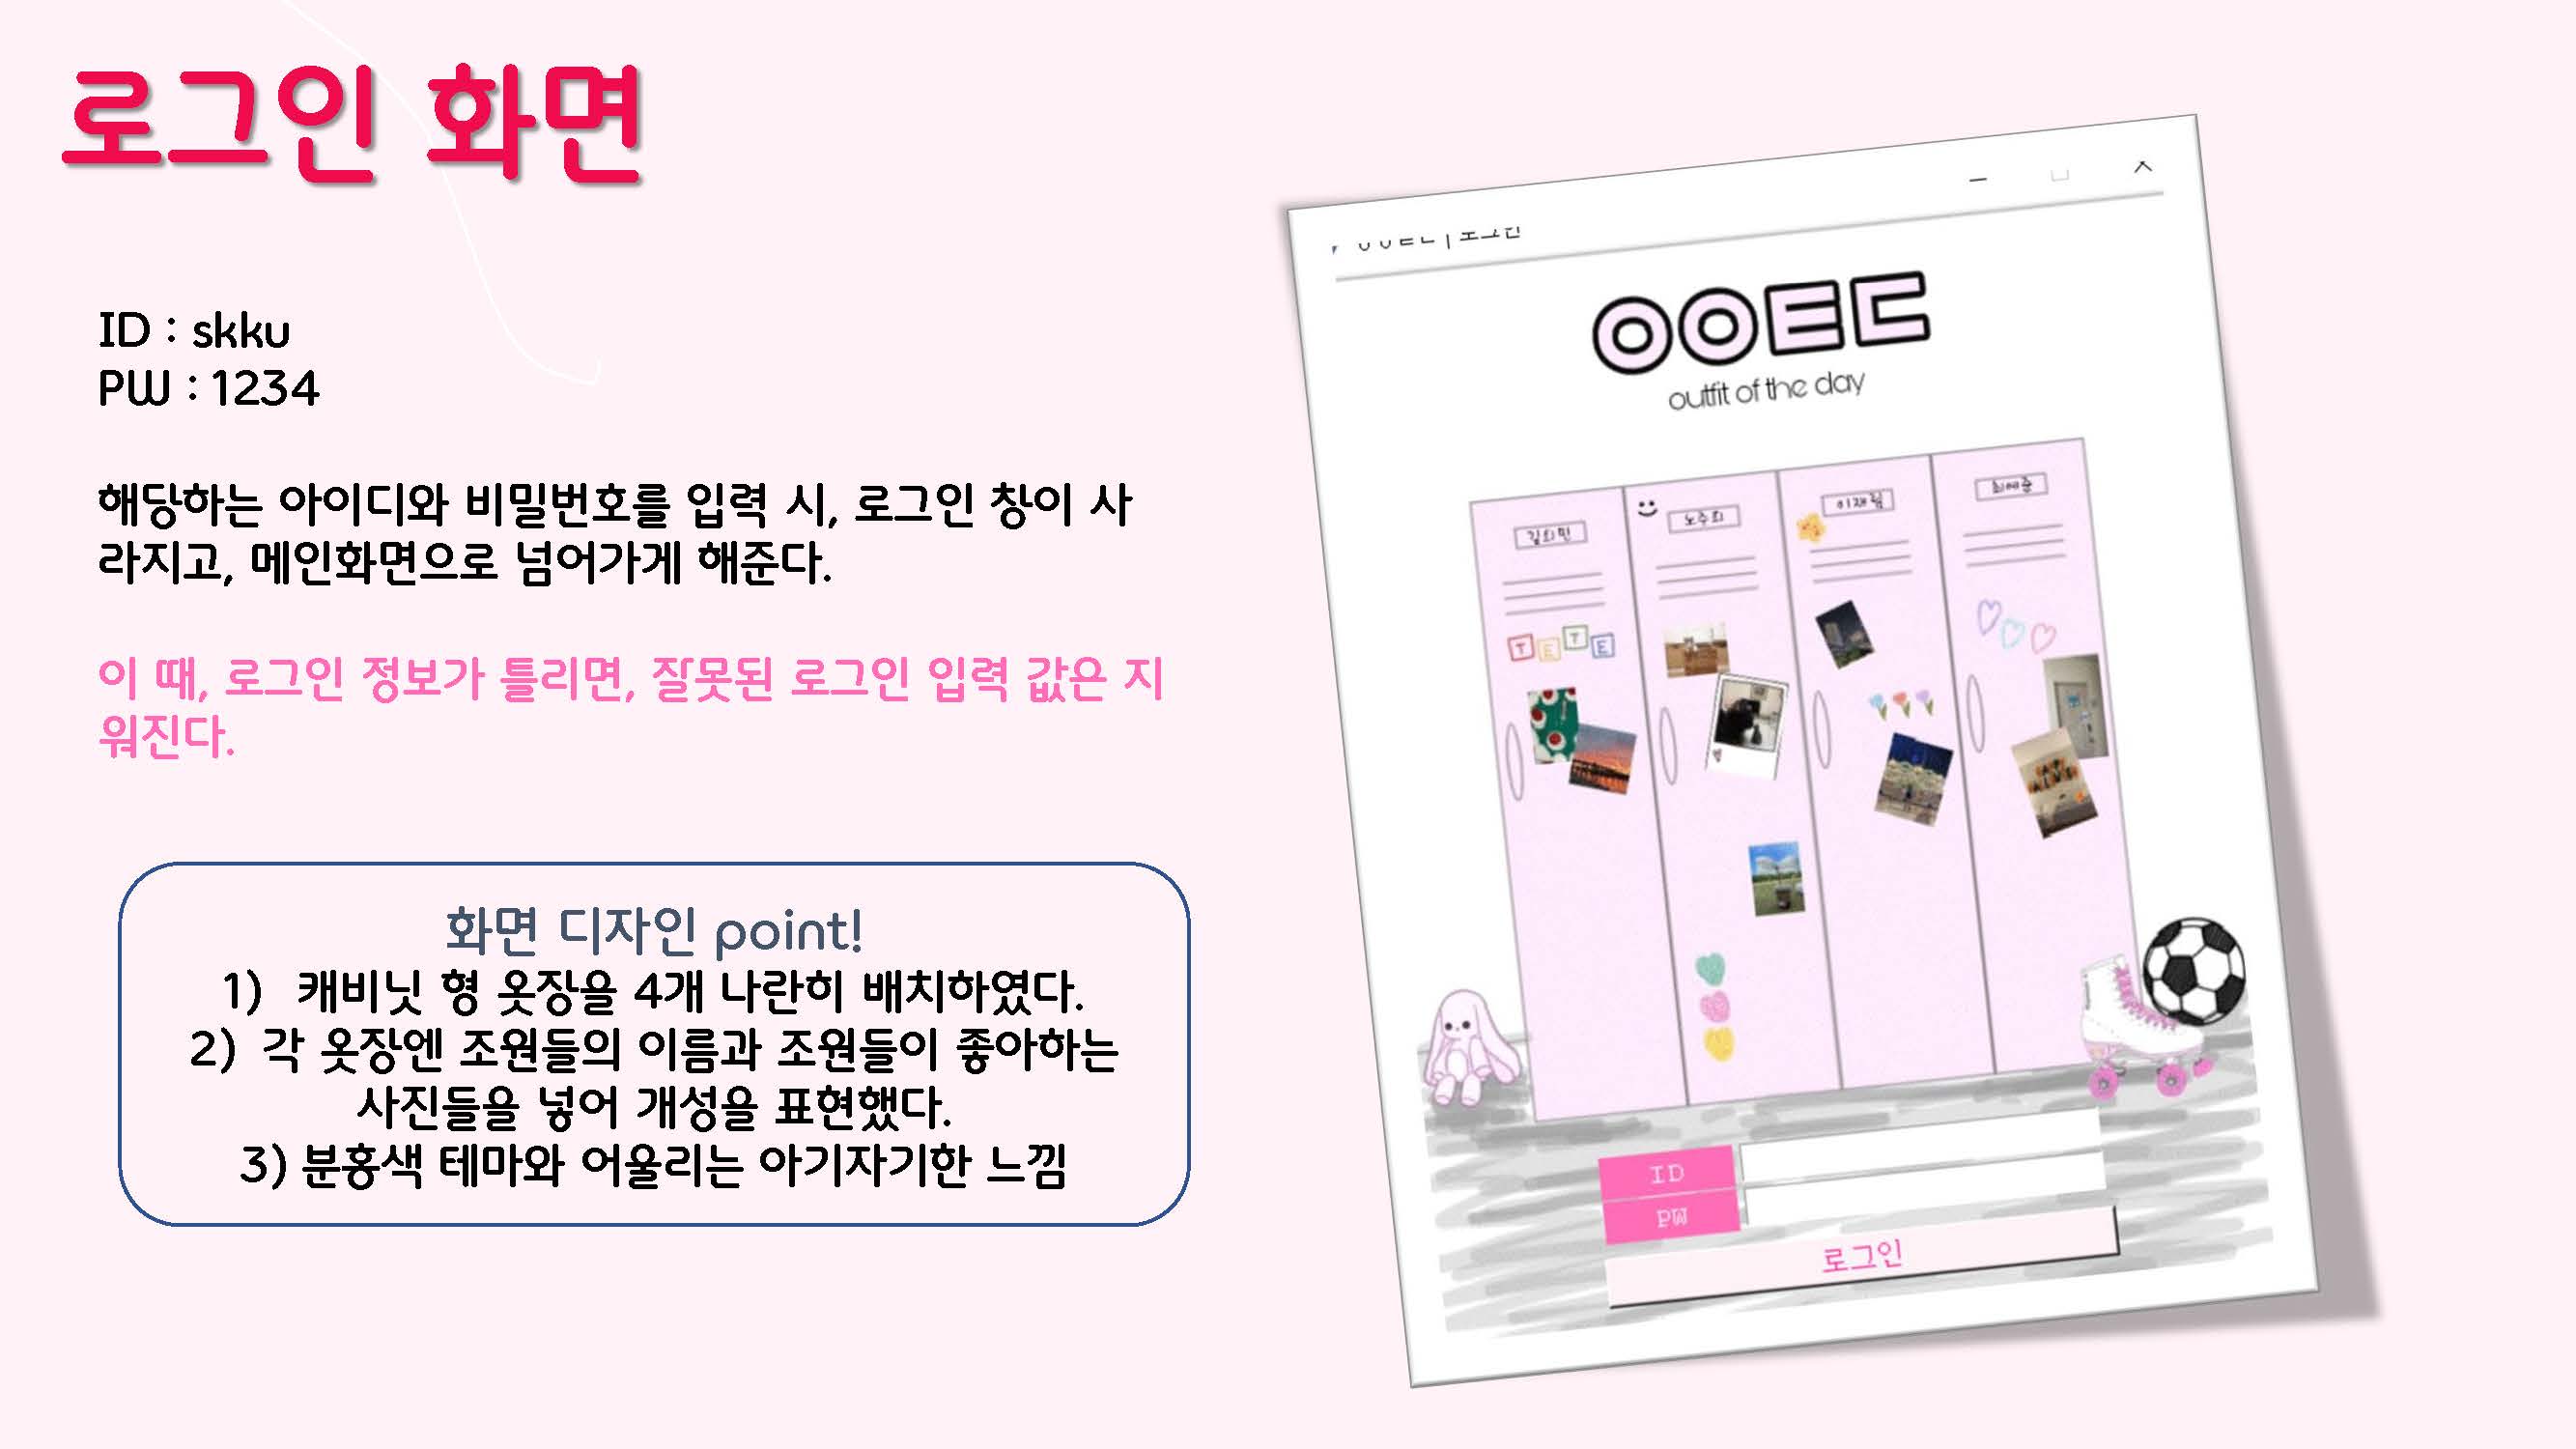 로그인 화면
ID : skku
PW : 1234
해당하는 아이디와 비밀번호를 입력 시, 로그인 창이 사
라지고, 메인화면으로 넘어가게 해준다.
이 때, 로그인 정보가 틀리면, 잘못된 로그인 입력 값은 지
워진다.
화면 디자인 point!
1) 캐비닛 형 옷장을 4개 나란히 배치하였다.
2) 각 옷장엔 조원들의 이름과 조원들이 좋아하는
사진들을 넣어 개성을 표현했다.
3) 분홍색 테마와 어울리는 아기자기한 느낌
ㅇㅇㅌㄷ
outfit of the day
노수희
이재림
TETE
ID
PW
로그인